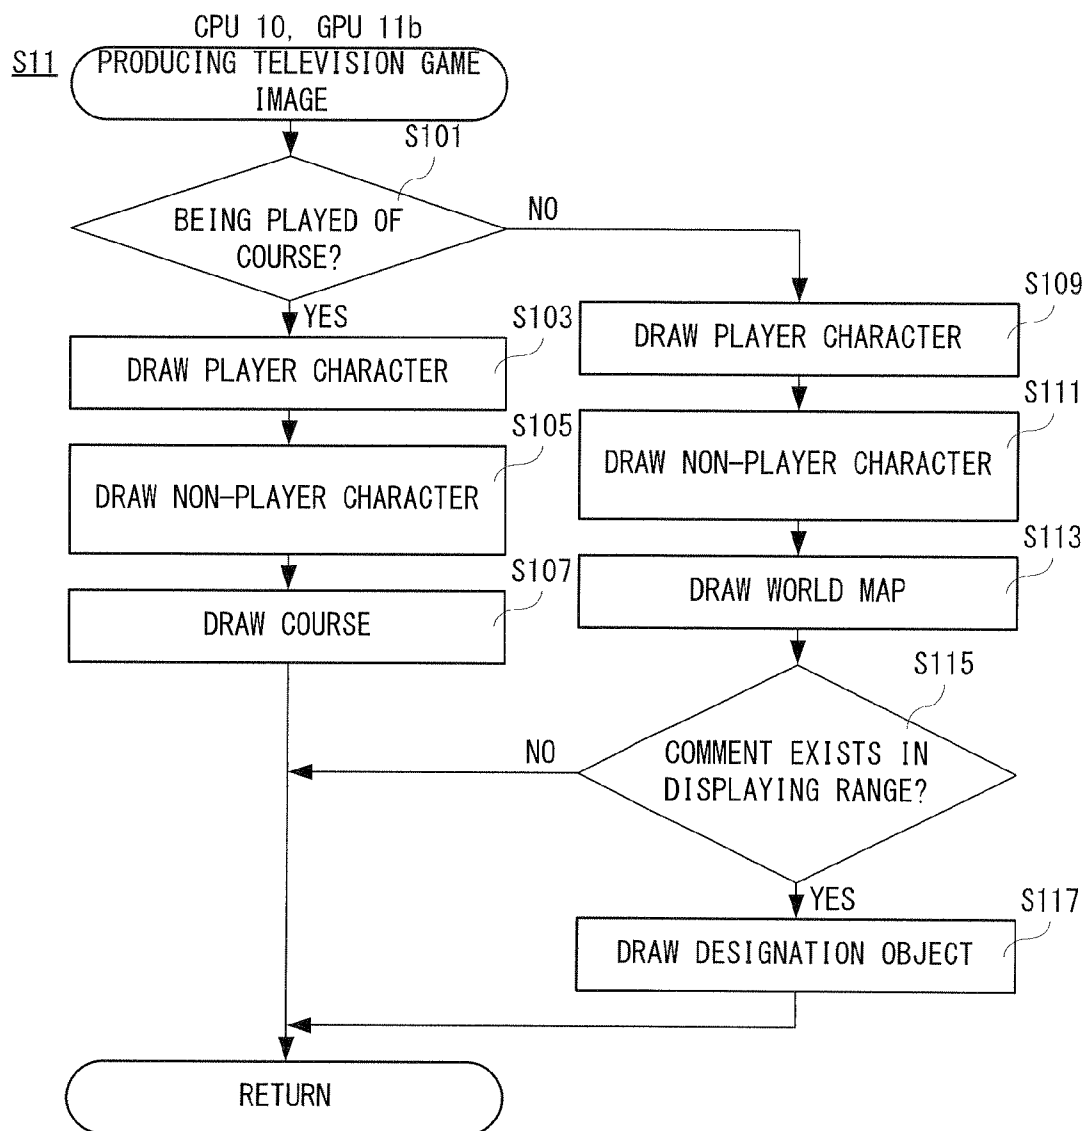 CPU 10, GPU 11b
S11
PRODUCING TELEVISION GAME
IMAGE
S101
BEING PLAYED OF
COURSE?
NO
YES
S103
DRAW PLAYER CHARACTER
S105
DRAW NON-PLAYER CHARACTER
S107
DRAW COURSE
S109
DRAW PLAYER CHARACTER
S111
DRAW NON-PLAYER CHARACTER
S113
DRAW WORLD MAP
S115
COMMENT EXISTS IN
DISPLAYING RANGE?
NO
YES
S117
DRAW DESIGNATION OBJECT
RETURN